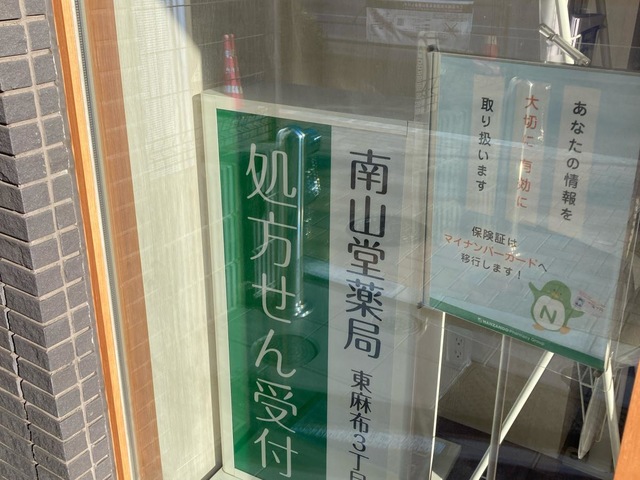 南山堂薬局 東麻布3丁目
処方せん受付
あなたの情報を
大切に 有効に
取り扱います
保険証は
マイナンバーカードへ
移行します!
N